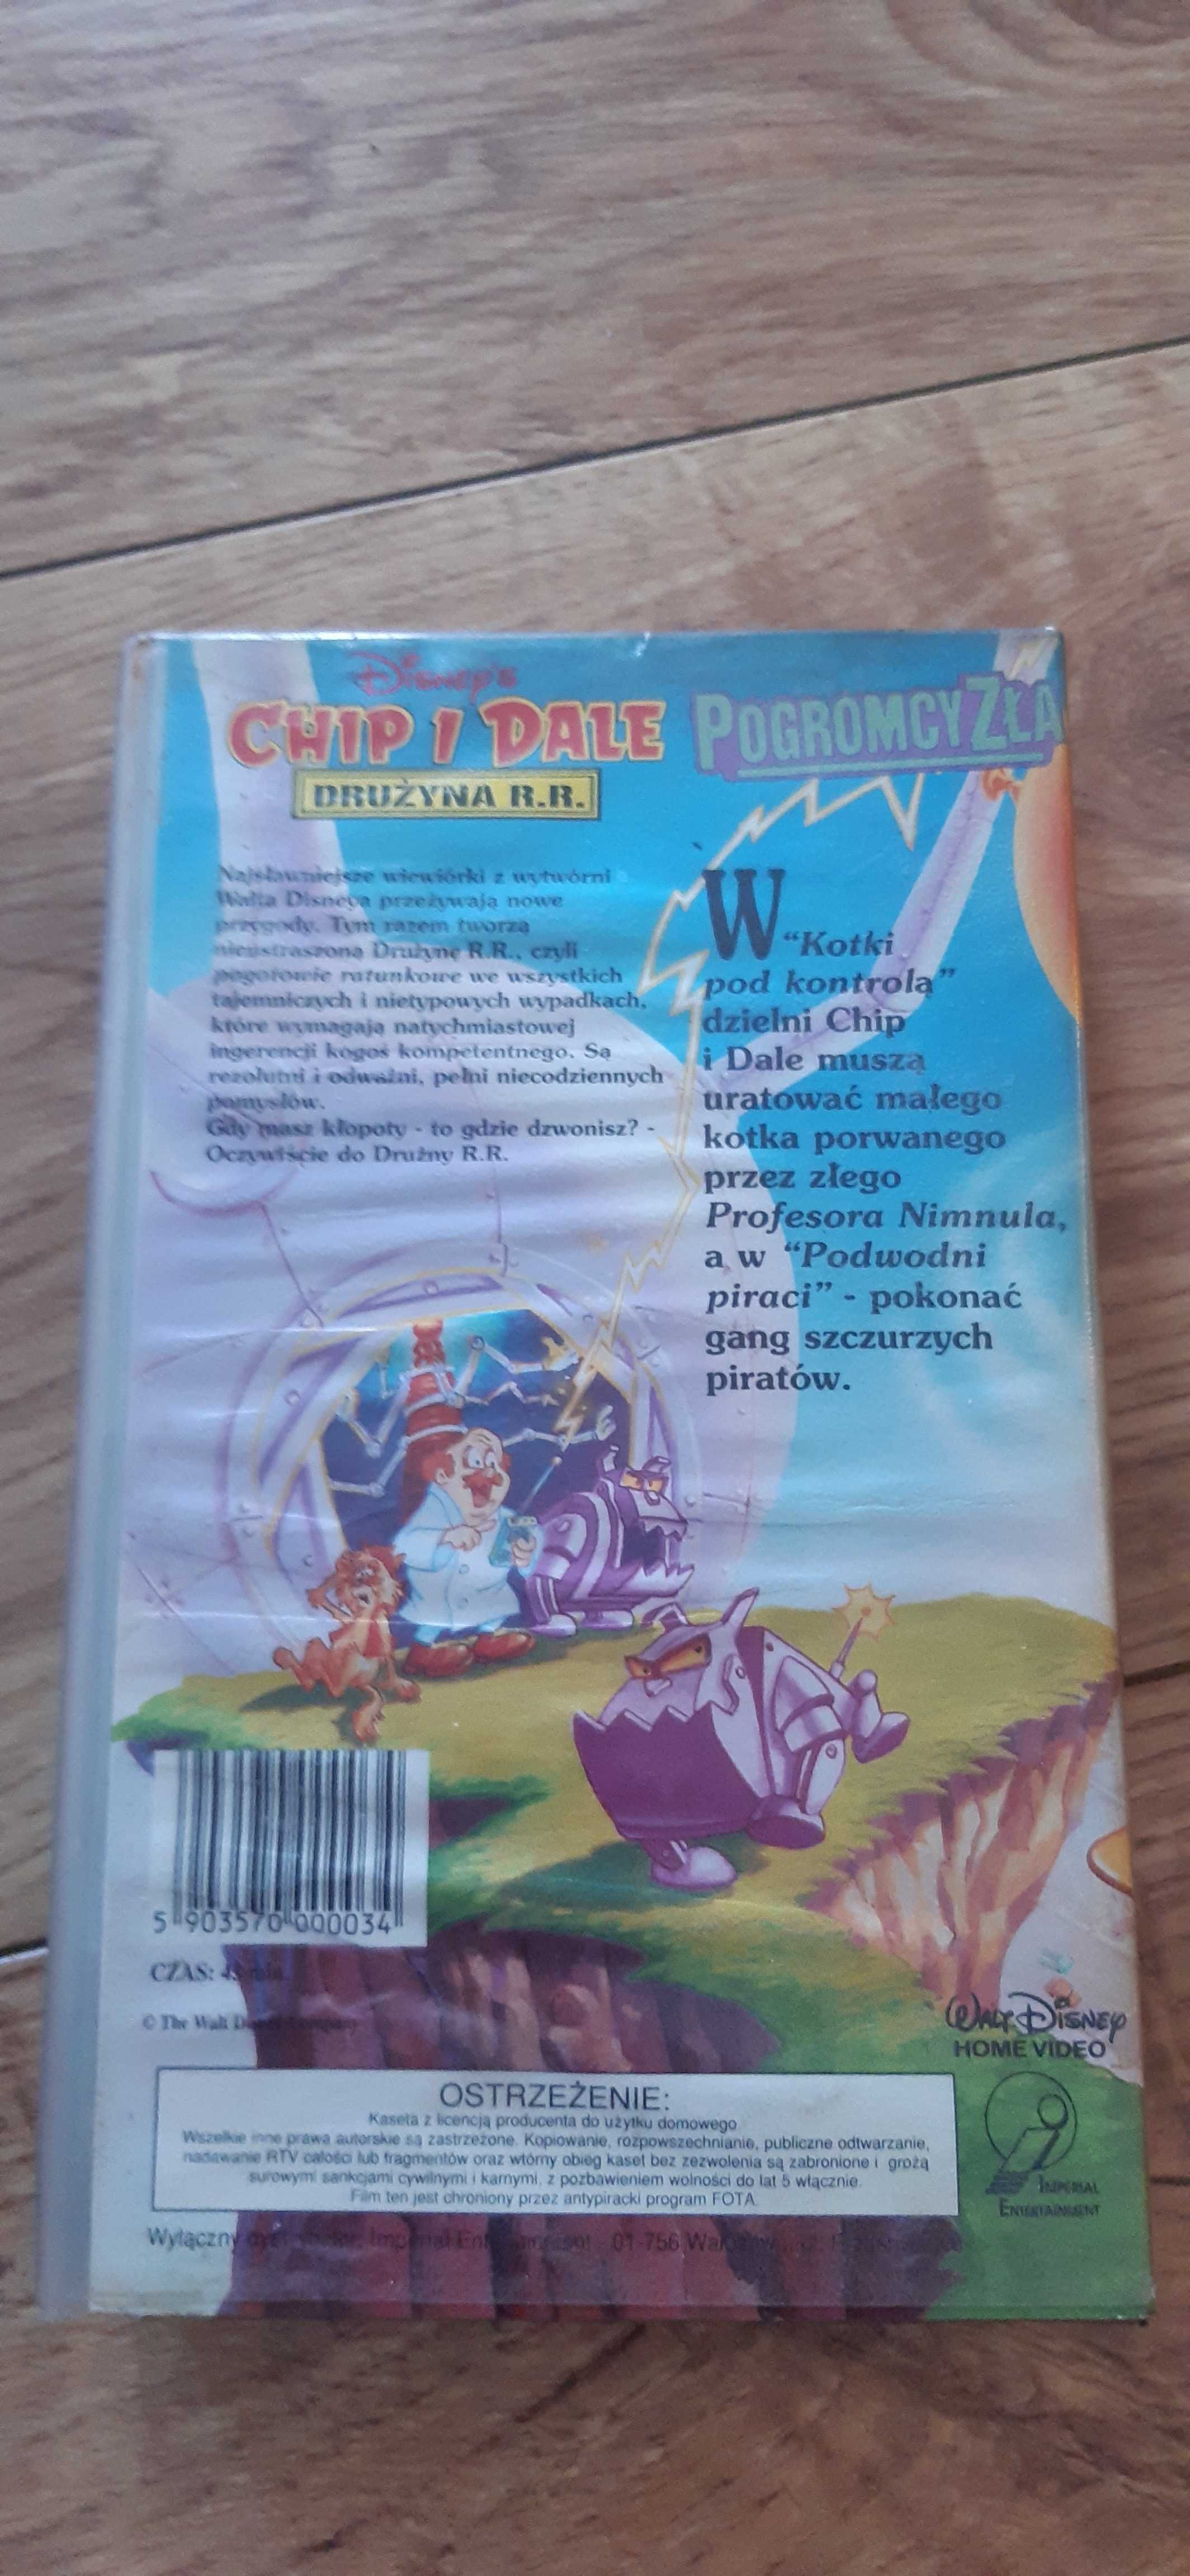 Disney's
CHIP I DALE
DRUŻYNA R.R.
POGROMCY ZŁA
Najsławniejsze wiewiórki z wytwórni
Walta Disneya przeżywają nowe
przygody. Tym razem tworzą
nieustraszoną Drużynę R.R., czyli
pogotowie ratunkowe we wszystkich
tajemniczych i nietypowych wypadkach,
które wymagają natychmiastowej
ingerencji kogoś kompetentnego. Są
rezolutni i odważni, pełni niecodziennych
pomysłów.
Gdy masz kłopoty - to gdzie dzwonisz? -
Oczywiście do Drużny R.R.
W "Kotki
pod kontrolą"
dzielni Chip
i Dale muszą
uratować małego
kotka porwanego
przez złego
Profesora Nimnula,
a w "Podwodni
piraci" - pokonać
gang szczurzych
piratów.
5 903570 000034
CZAS:
© The Walt
WALT DISNEY
HOME VIDEO
OSTRZEŻENIE:
Kaseta z licencją producenta do użytku domowego
Wszelkie inne prawa autorskie są zastrzeżone. Kopiowanie, rozpowszechnianie, publiczne odtwarzanie,
nadawanie RTV całości lub fragmentów oraz wtórny obieg kaset bez zezwolenia są zabronione i grożą
surowymi sankcjami cywilnymi i karnymi, z pozbawieniem wolności do lat 5 włącznie.
Film ten jest chroniony przez antypiracki program FOTA.
IMPERIAL
ENTERTAINMENT
Wyłączny Imperial 01-756